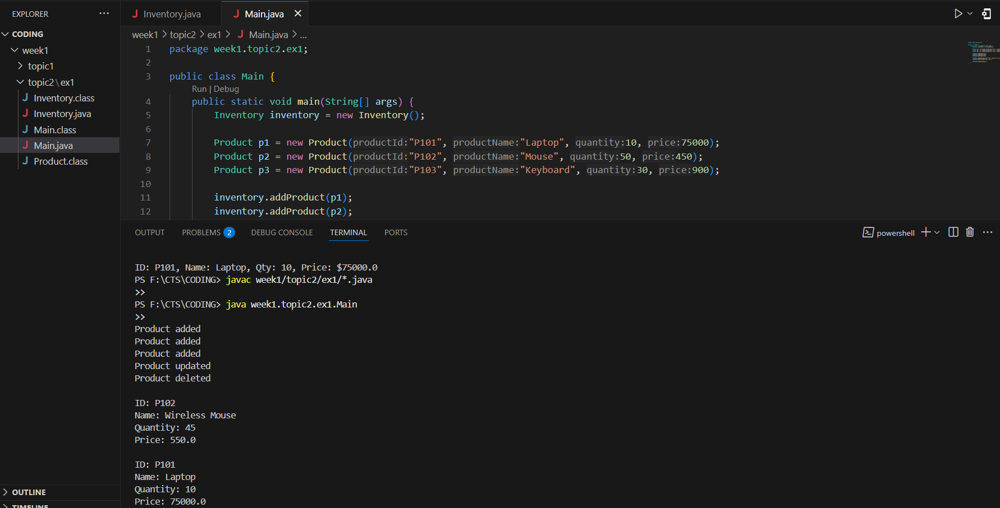 EXPLORER
CODING
week1
topic1
topic2\ex1
Inventory.class
Inventory.java
Main.class
Main.java
Product.class
OUTLINE
TIMELINE
Inventory.java
Main.java
week1 > topic2 > ex1 > Main.java > ...
1 package week1.topic2.ex1;
2
3 public class Main {
Run | Debug
4 public static void main(String[] args) {
5 Inventory inventory = new Inventory();
6
7 Product p1 = new Product(productId:"P101", productName:"Laptop", quantity:10, price:75000);
8 Product p2 = new Product(productId:"P102", productName:"Mouse", quantity:50, price:450);
9 Product p3 = new Product(productId:"P103", productName:"Keyboard", quantity:30, price:900);
10
11 inventory.addProduct(p1);
12 inventory.addProduct(p2);
OUTPUT PROBLEMS 2 DEBUG CONSOLE TERMINAL PORTS
powershell
ID: P101, Name: Laptop, Qty: 10, Price: $75000.0
PS F:\CTS\CODING> javac week1/topic2/ex1/*.java
>>
PS F:\CTS\CODING> java week1.topic2.ex1.Main
>>
Product added
Product added
Product added
Product updated
Product deleted
ID: P102
Name: Wireless Mouse
Quantity: 45
Price: 550.0
ID: P101
Name: Laptop
Quantity: 10
Price: 75000.0